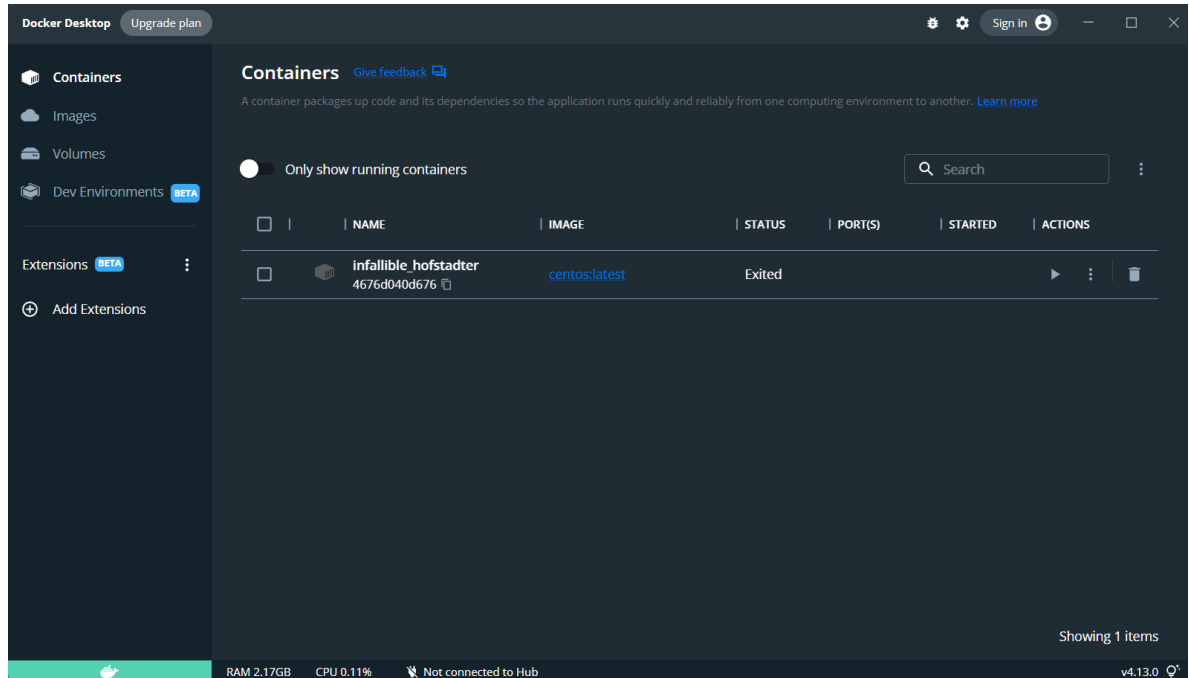 Docker Desktop Upgrade plan Sign in
Containers
Images
Volumes
Dev Environments BETA
Extensions BETA
Add Extensions
Containers Give feedback
A container packages up code and its dependencies so the application runs quickly and reliably from one computing environment to another. Learn more
Only show running containers Search
NAME IMAGE STATUS PORT(S) STARTED ACTIONS
infallible_hofstadter centos:latest Exited
4676d040d676
Showing 1 items
RAM 2.17GB CPU 0.11% Not connected to Hub v4.13.0